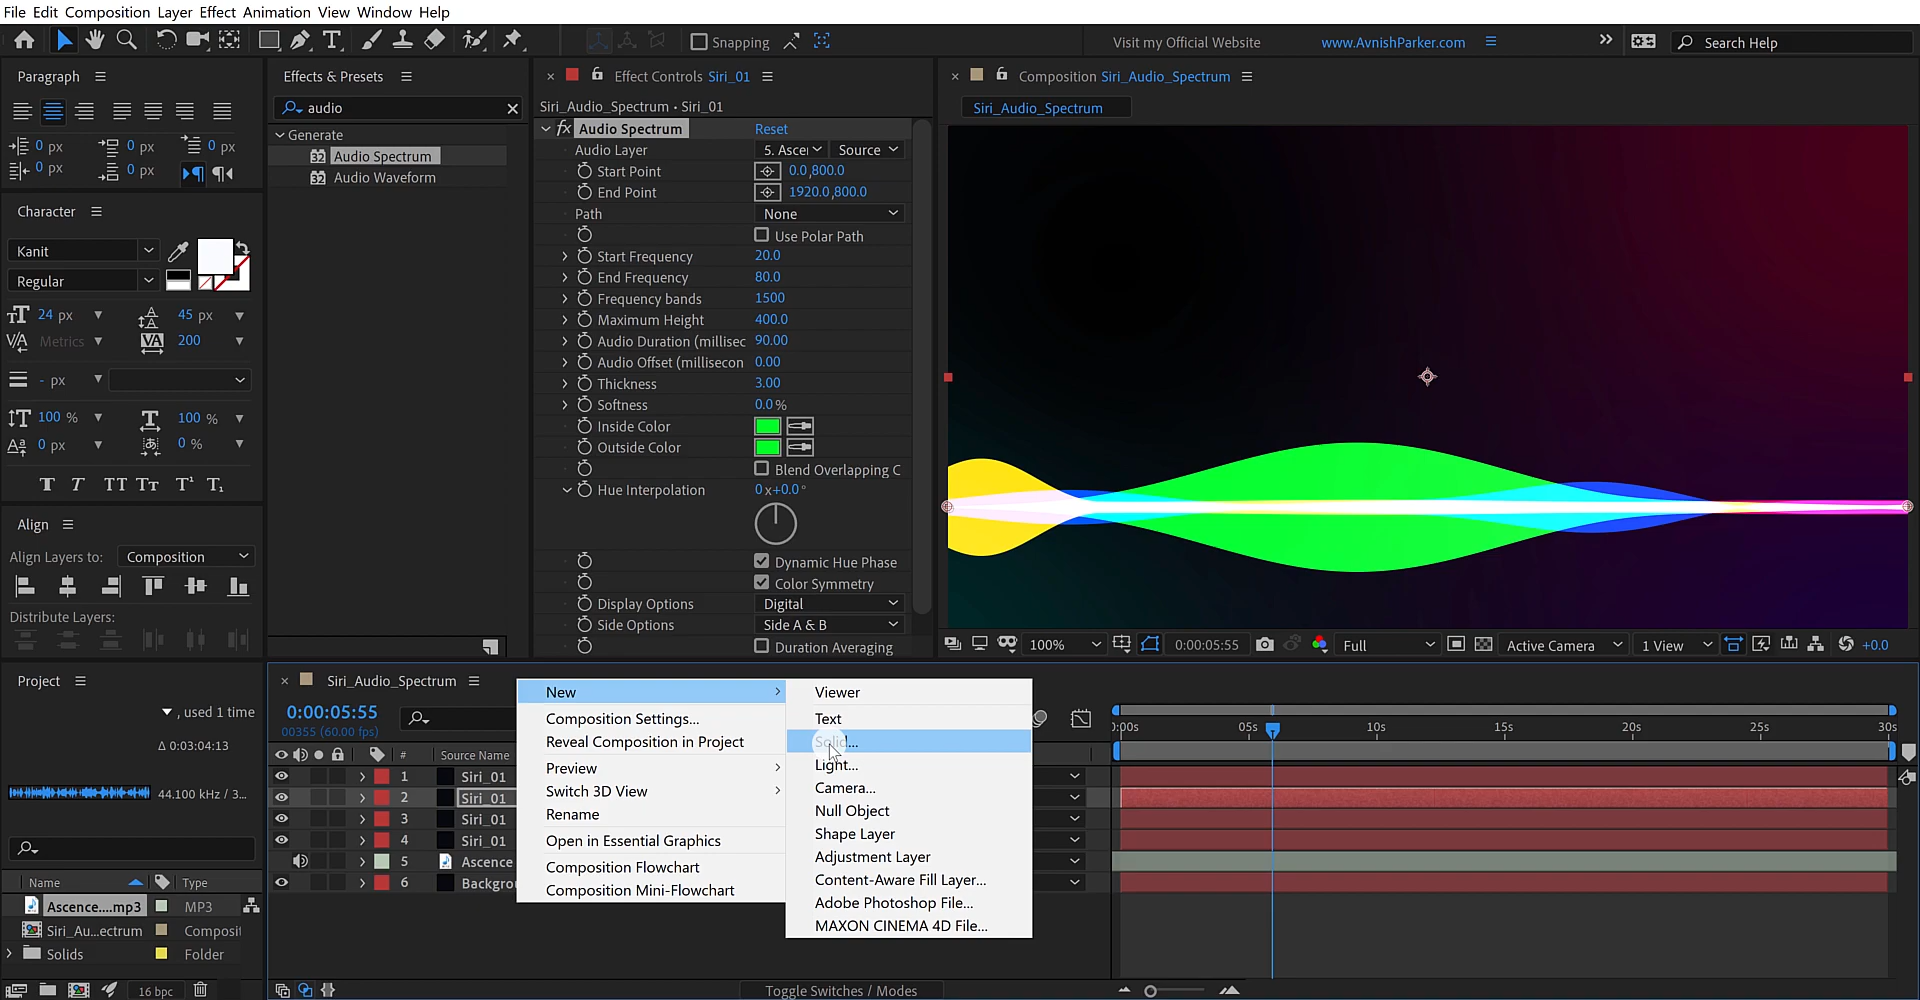 File Edit Composition Layer Effect Animation View Window Help
Snapping
Visit my Official Website
www.AvnishParker.com
Search Help
Paragraph
0 px
0 px
0 px
0 px
0 px
Character
Kanit
Regular
24 px
45 px
Metrics
200
- px
100 %
100 %
0 px
0 %
Align
Align Layers to:
Composition
Distribute Layers:
Effects & Presets
audio
Generate
Audio Spectrum
Audio Waveform
Effect Controls Siri_01
Siri_Audio_Spectrum • Siri_01
fx Audio Spectrum Reset
Audio Layer 5. Ascer Source
Start Point 0.0,800.0
End Point 1920.0,800.0
Path None
Use Polar Path
Start Frequency 20.0
End Frequency 80.0
Frequency bands 1500
Maximum Height 400.0
Audio Duration (millisec 90.00
Audio Offset (millisecon 0.00
Thickness 3.00
Softness 0.0 %
Inside Color
Outside Color
Blend Overlapping C
Hue Interpolation 0 x+0.0 °
Dynamic Hue Phase
Color Symmetry
Display Options Digital
Side Options Side A & B
Duration Averaging
Composition Siri_Audio_Spectrum
Siri_Audio_Spectrum
100%
0:00:05:55
Full
Active Camera
1 View
+0.0
Project
, used 1 time
Δ 0:03:04:13
44.100 kHz / 3...
Name Type
Ascence....mp3 MP3
Siri_Au...ectrum Composit
Solids Folder
16 bpc
Siri_Audio_Spectrum
0:00:05:55
00355 (60.00 fps)
# Source Name
1 Siri_01
2 Siri_01
3 Siri_01
4 Siri_01
5 Ascence
6 Backgrou
New
Composition Settings...
Reveal Composition in Project
Preview
Switch 3D View
Rename
Open in Essential Graphics
Composition Flowchart
Composition Mini-Flowchart
Viewer
Text
Solid...
Light...
Camera...
Null Object
Shape Layer
Adjustment Layer
Content-Aware Fill Layer...
Adobe Photoshop File...
MAXON CINEMA 4D File...
):00s 05s 10s 15s 20s 25s 30s
Toggle Switches / Modes